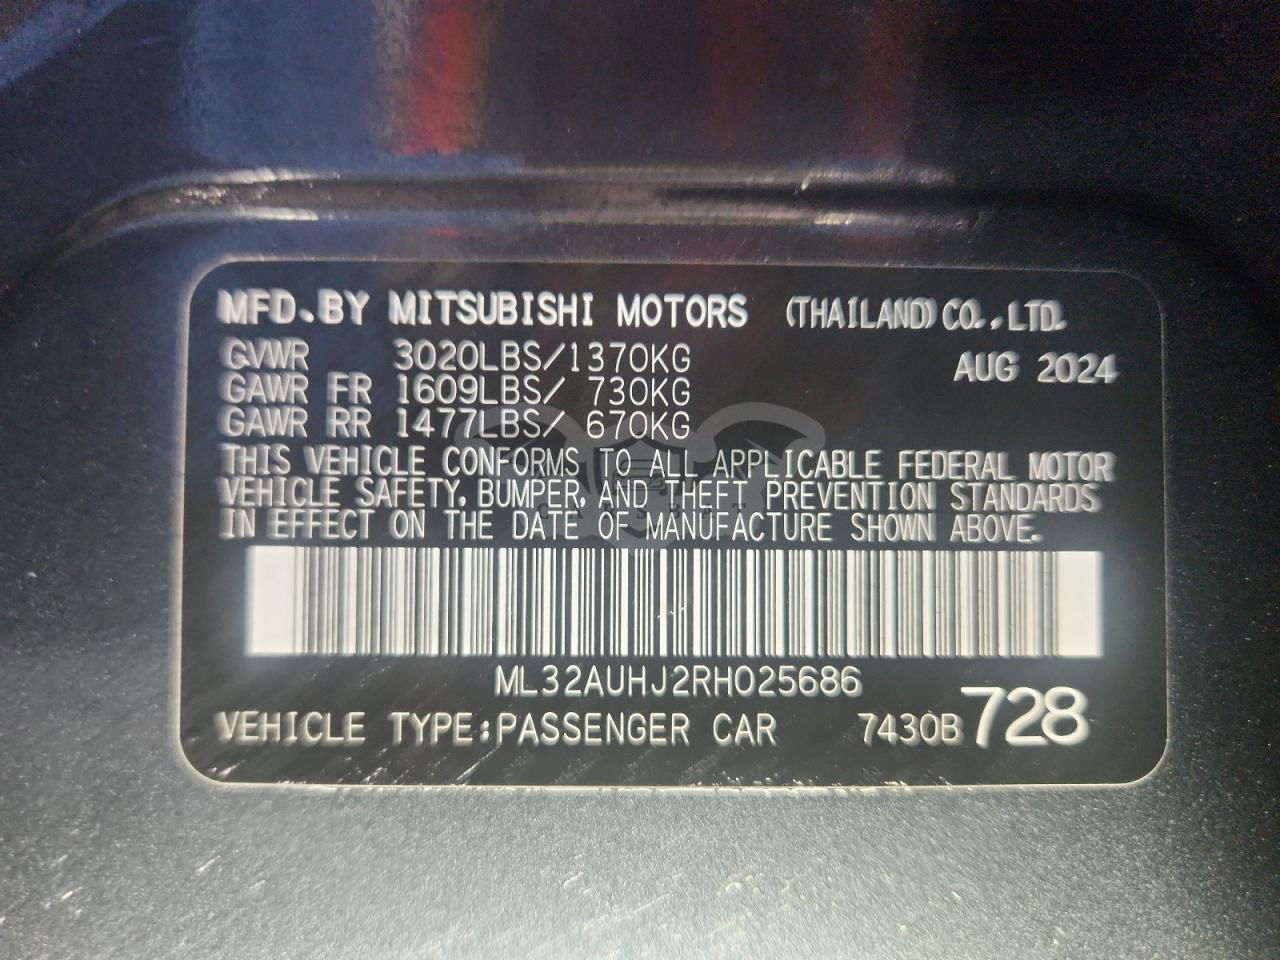 MFD.BY MITSUBISHI MOTORS (THAILAND) CO.,LTD.
GVWR 3020LBS/1370KG AUG 2024
GAWR FR 1609LBS/ 730KG
GAWR RR 1477LBS/ 670KG
THIS VEHICLE CONFORMS TO ALL APPLICABLE FEDERAL MOTOR
VEHICLE SAFETY, BUMPER, AND THEFT PREVENTION STANDARDS
IN EFFECT ON THE DATE OF MANUFACTURE SHOWN ABOVE.
ML32AUHJ2RH025686
VEHICLE TYPE:PASSENGER CAR 7430B 728